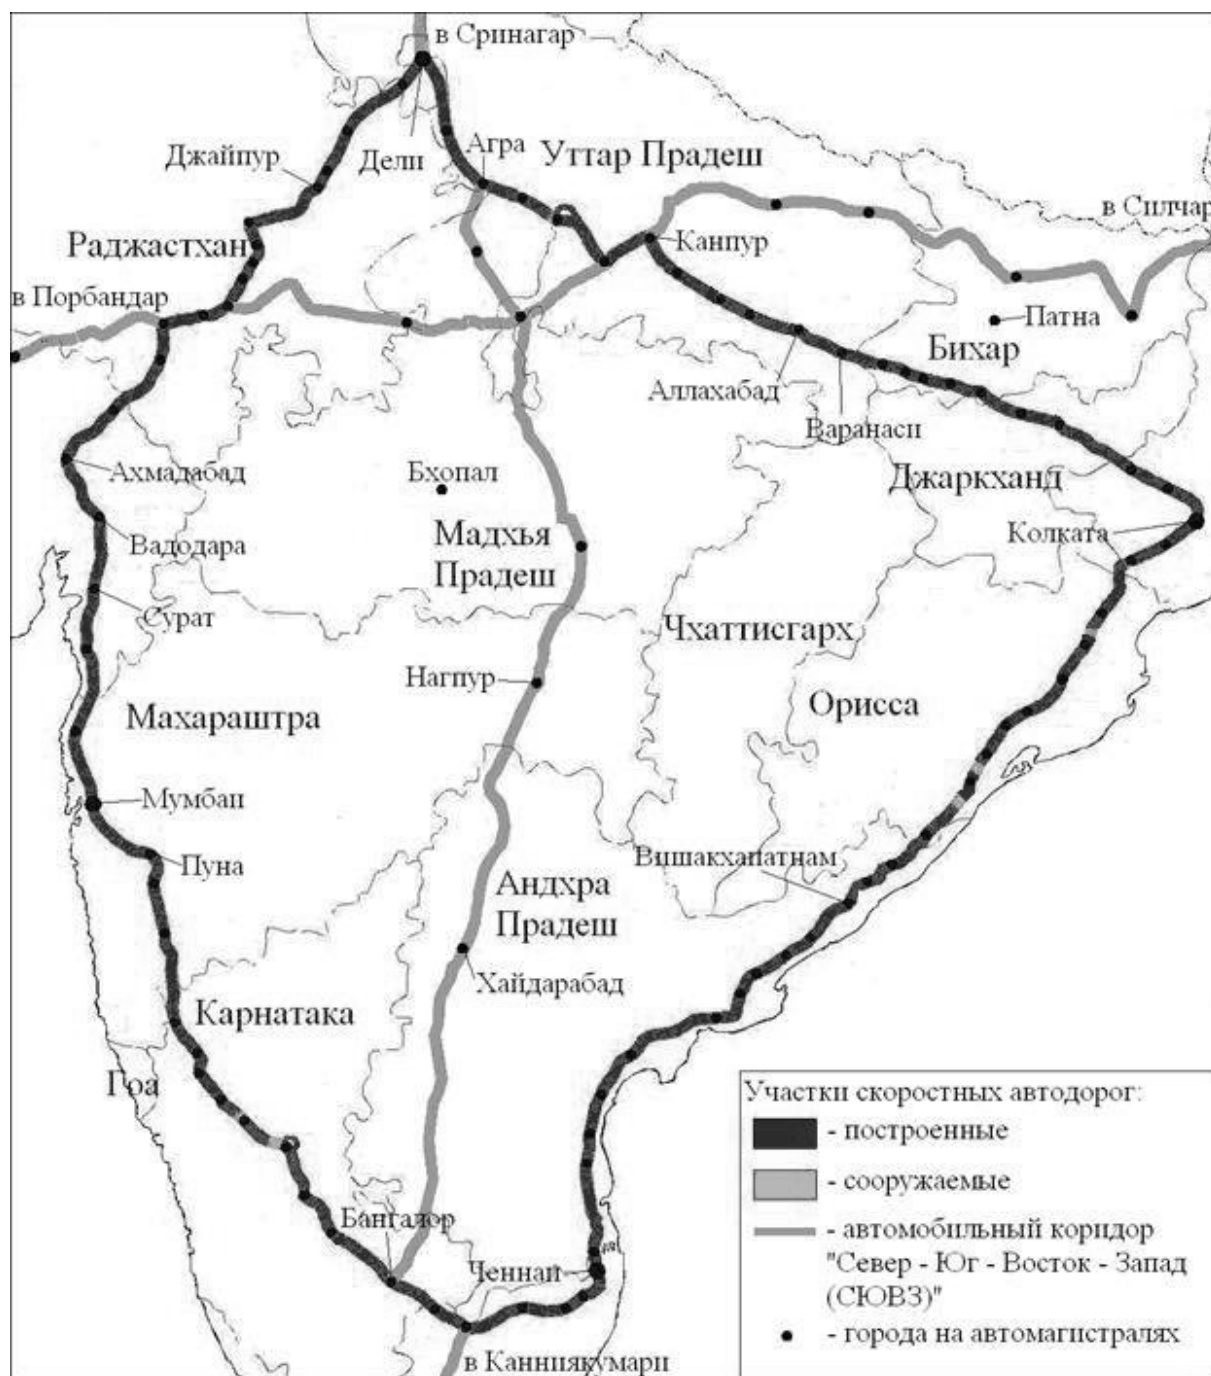 в Сринагар
Джайпур
Дели
Агра
Уттар Прадеш
в Силчар
Раджастхан
Канпур
в Порбандар
Патна
Бихар
Аллахабад
Варанаси
Ахмадабад
Бхопал
Джаркханд
Колката
Вадодара
Мадхья
Прадеш
Сурат
Чхаттисгарх
Нагпур
Орисса
Махараштра
Мумбаи
Пуна
Вишакхапатнам
Андхра
Прадеш
Хайдарабад
Карнатака
Гоа
Бангалор
Ченнай
в Канниякумари
Участки скоростных автодорог:
- построенные
- сооружаемые
- автомобильный коридор
"Север - Юг - Восток - Запад
(СЮВЗ)"
- города на автомагистралях